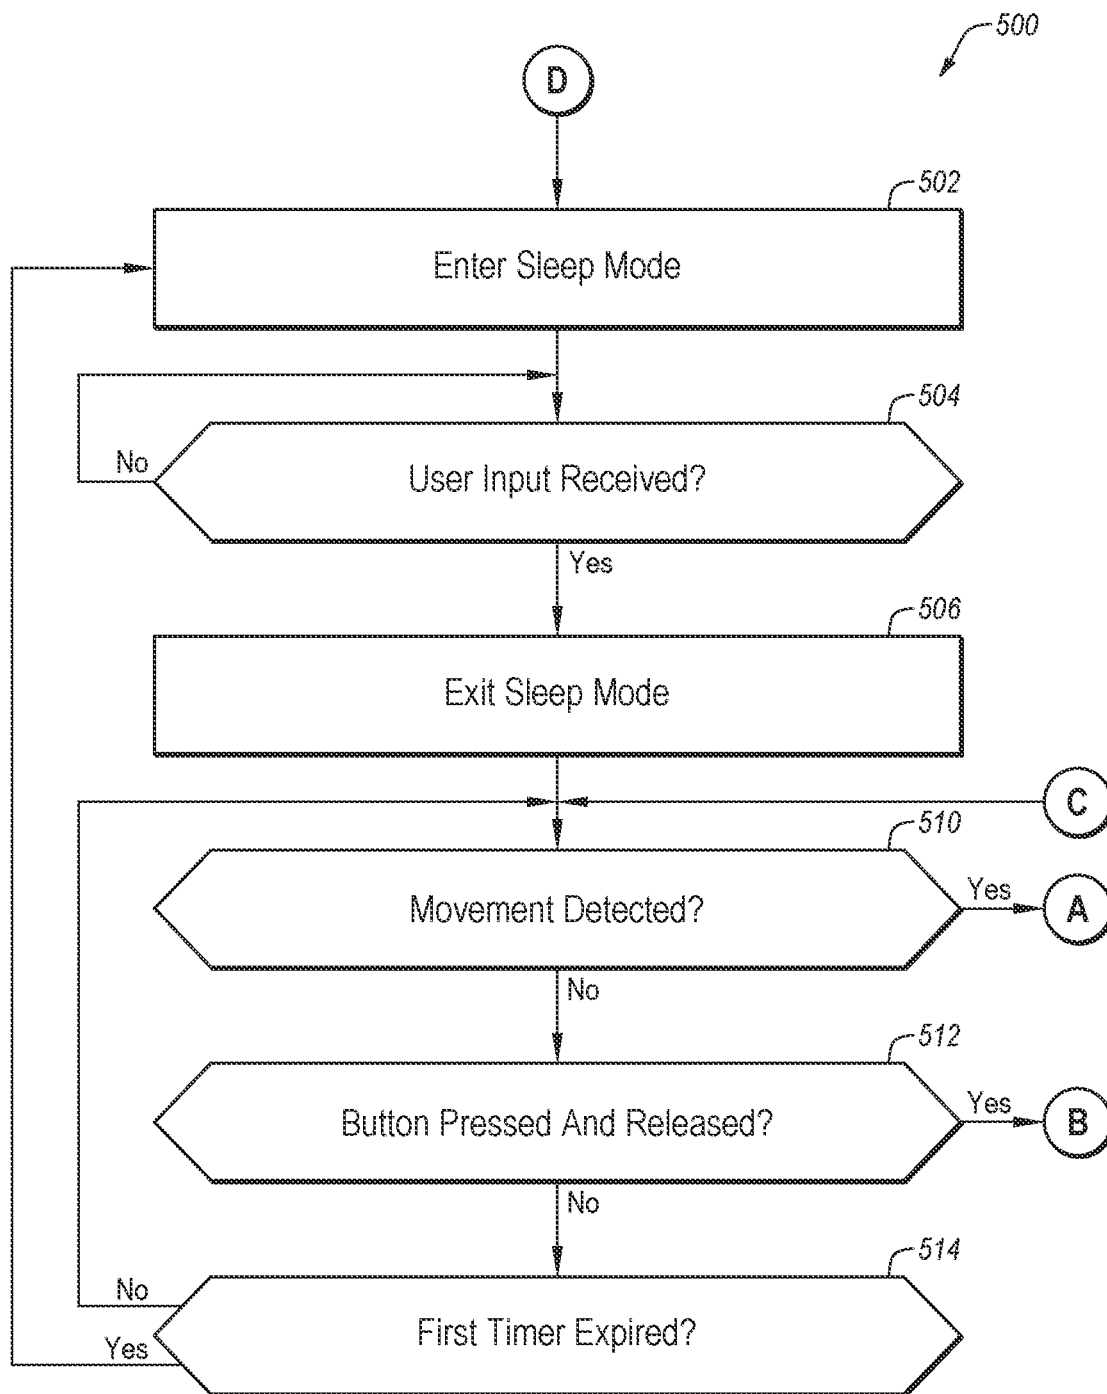 500
D
502
Enter Sleep Mode
504
No
User Input Received?
Yes
506
Exit Sleep Mode
C
510
Movement Detected?
Yes
A
No
512
Button Pressed And Released?
Yes
B
No
514
No
First Timer Expired?
Yes